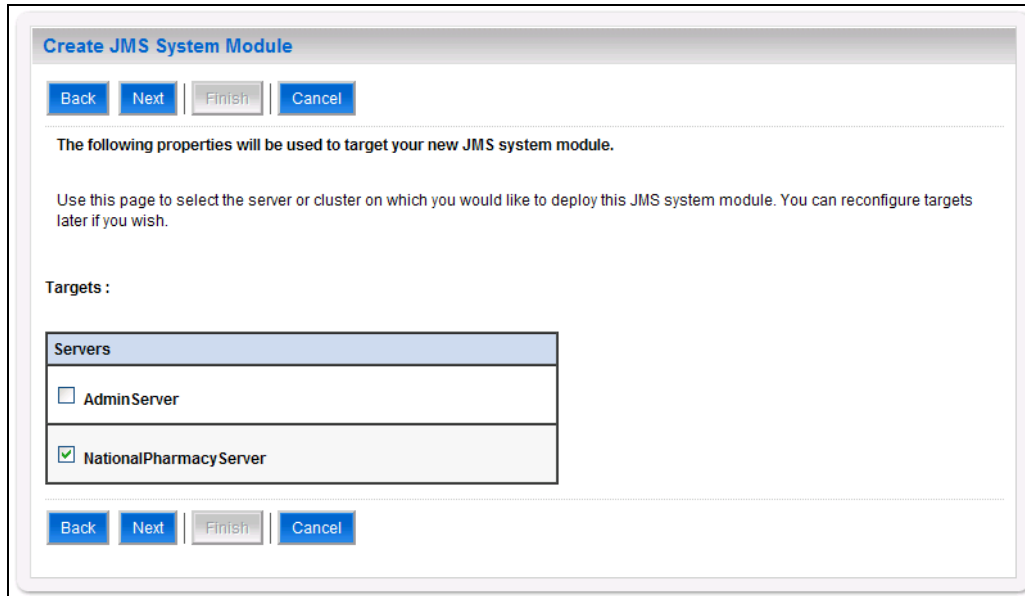 Create JMS System Module
Back Next Finish Cancel
The following properties will be used to target your new JMS system module.
Use this page to select the server or cluster on which you would like to deploy this JMS system module. You can reconfigure targets
later if you wish.
Targets :
Servers
AdminServer
NationalPharmacyServer
Back Next Finish Cancel